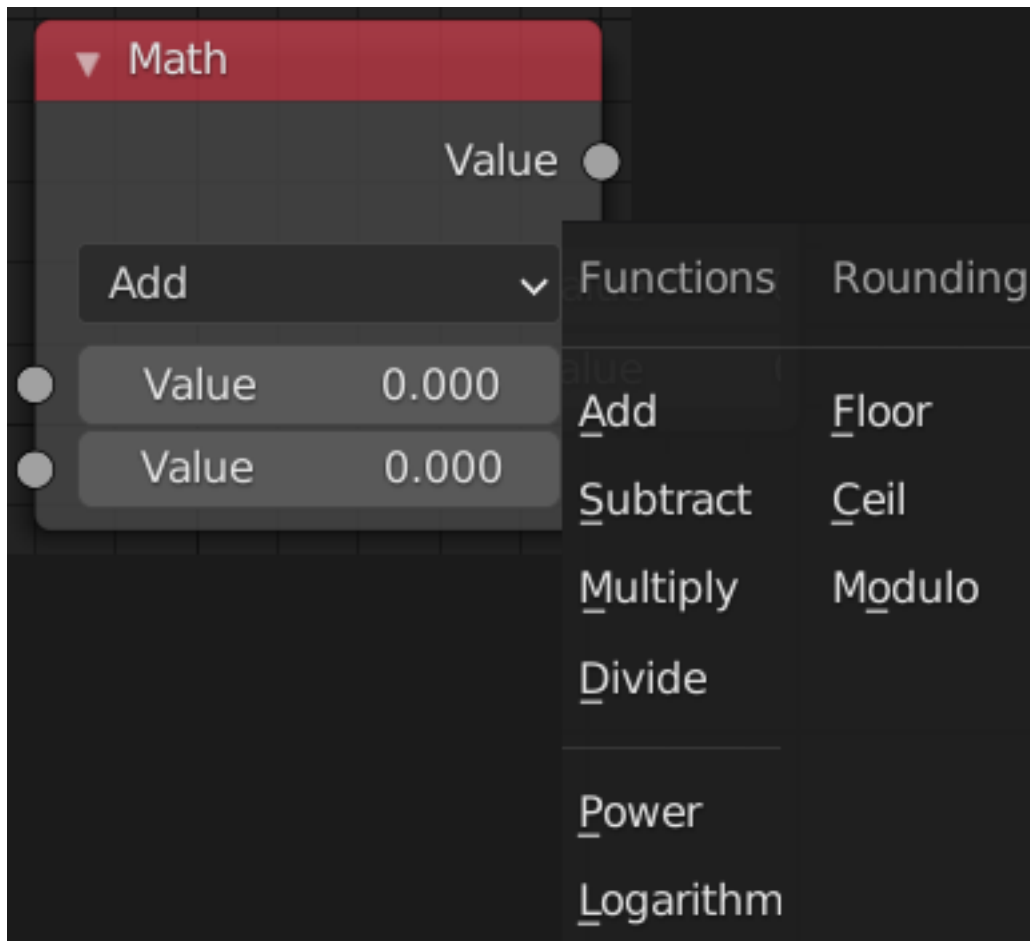 Math
Value
Add
Value 0.000
Value 0.000
Functions
Add
Subtract
Multiply
Divide
Power
Logarithm
Rounding
Floor
Ceil
Modulo